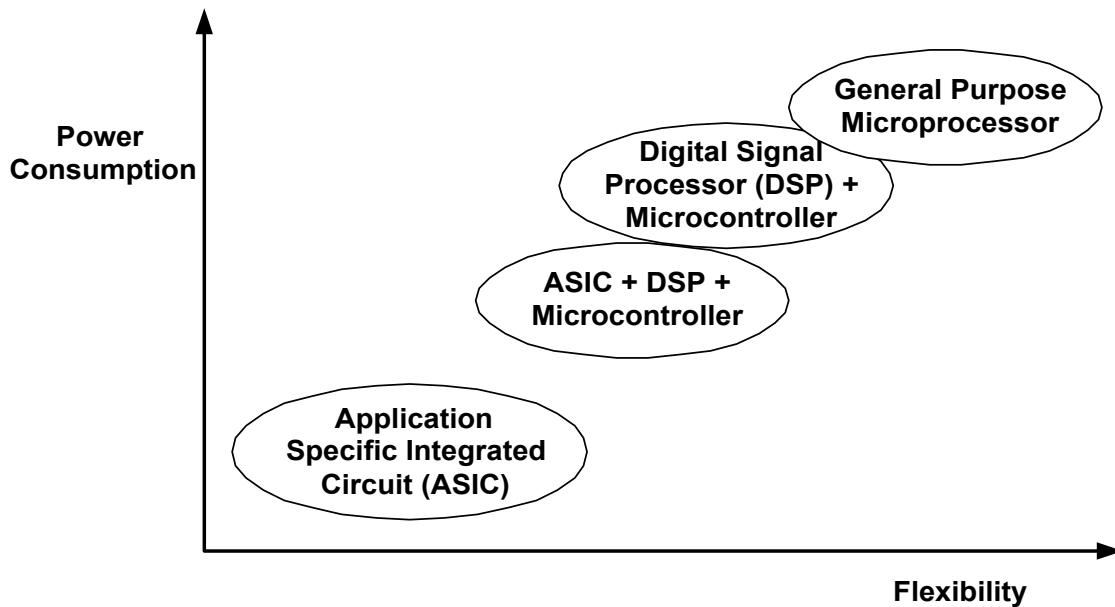 Power
Consumption
General Purpose
Microprocessor
Digital Signal
Processor (DSP) +
Microcontroller
ASIC + DSP +
Microcontroller
Application
Specific Integrated
Circuit (ASIC)
Flexibility